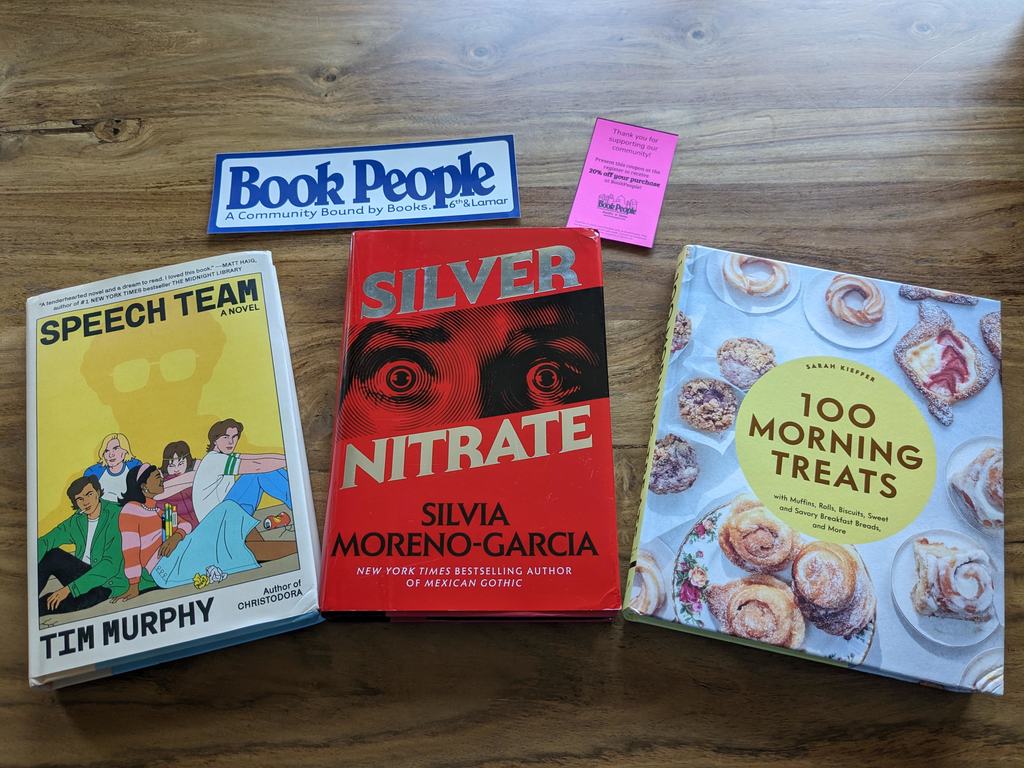 Book People
A Community Bound by Books. 6th & Lamar
Thank you for
supporting our
community!
Present this coupon at the
register to receive
20% off your purchase
at BookPeople!
Book People
"A tenderhearted novel and a dream to read. I loved this book." —MATT HAIG,
author of #1 NEW YORK TIMES bestseller THE MIDNIGHT LIBRARY
SPEECH TEAM
A NOVEL
TIM MURPHY
Author of
CHRISTODORA
SILVER
NITRATE
SILVIA
MORENO-GARCIA
NEW YORK TIMES BESTSELLING AUTHOR
OF MEXICAN GOTHIC
SARAH KIEFFER
100
MORNING
TREATS
with Muffins, Rolls, Biscuits, Sweet
and Savory Breakfast Breads,
and More